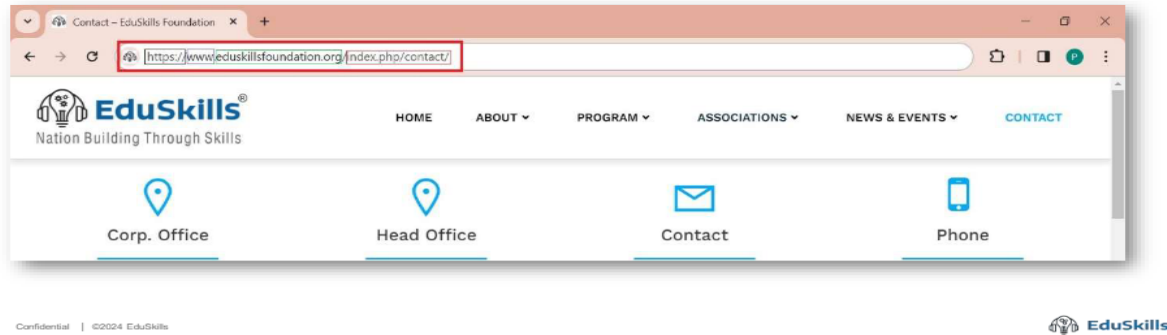 Contact – EduSkills Foundation
https://www.eduskillsfoundation.org/index.php/contact/
P
EduSkills®
Nation Building Through Skills
HOME ABOUT PROGRAM ASSOCIATIONS NEWS & EVENTS CONTACT
Corp. Office Head Office Contact Phone
Confidential | ©2024 EduSkills
EduSkills